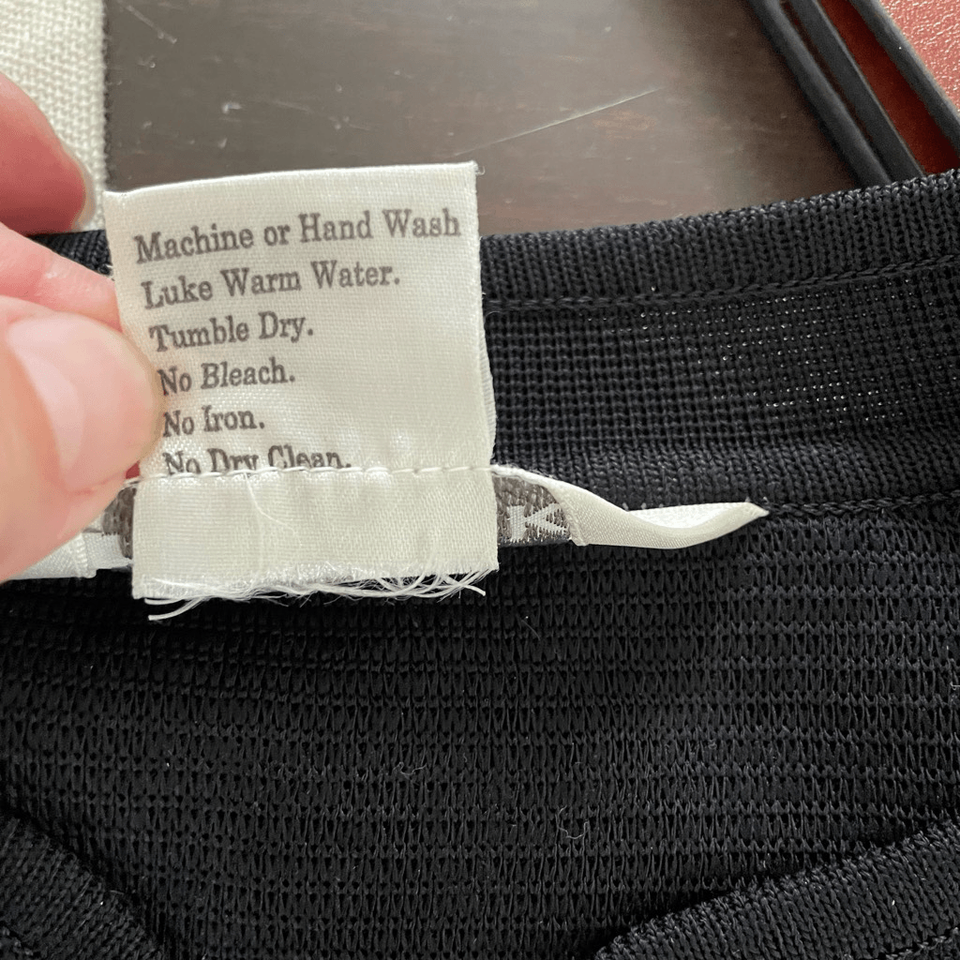 Machine or Hand Wash
Luke Warm Water.
Tumble Dry.
No Bleach.
No Iron.
No Dry Clean.
K